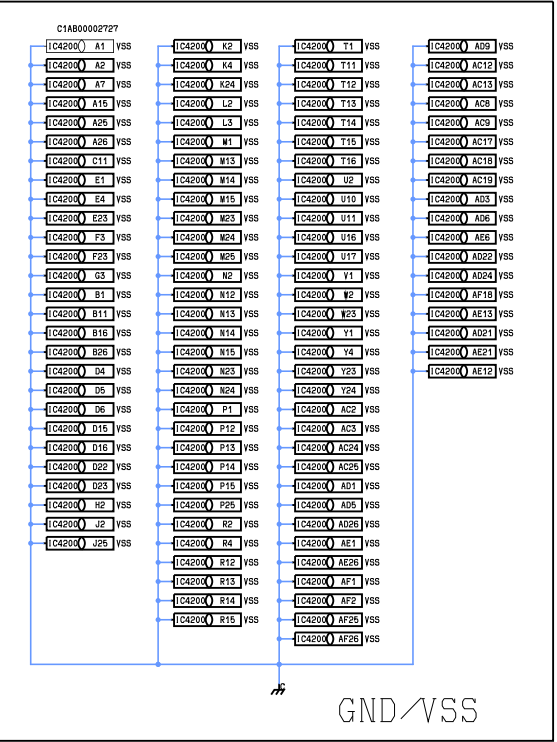 C1AB00002727
IC4200 A1 VSS
IC4200 A2 VSS
IC4200 A7 VSS
IC4200 A15 VSS
IC4200 A25 VSS
IC4200 A26 VSS
IC4200 C11 VSS
IC4200 E1 VSS
IC4200 E4 VSS
IC4200 E23 VSS
IC4200 F3 VSS
IC4200 F23 VSS
IC4200 G3 VSS
IC4200 B1 VSS
IC4200 B11 VSS
IC4200 B16 VSS
IC4200 B26 VSS
IC4200 D4 VSS
IC4200 D5 VSS
IC4200 D6 VSS
IC4200 D15 VSS
IC4200 D16 VSS
IC4200 D22 VSS
IC4200 D23 VSS
IC4200 H2 VSS
IC4200 J2 VSS
IC4200 J25 VSS
IC4200 K2 VSS
IC4200 K4 VSS
IC4200 K24 VSS
IC4200 L2 VSS
IC4200 L3 VSS
IC4200 M1 VSS
IC4200 M13 VSS
IC4200 M14 VSS
IC4200 M15 VSS
IC4200 M23 VSS
IC4200 M24 VSS
IC4200 M25 VSS
IC4200 N2 VSS
IC4200 N12 VSS
IC4200 N13 VSS
IC4200 N14 VSS
IC4200 N15 VSS
IC4200 N23 VSS
IC4200 N24 VSS
IC4200 P1 VSS
IC4200 P12 VSS
IC4200 P13 VSS
IC4200 P14 VSS
IC4200 P15 VSS
IC4200 P25 VSS
IC4200 R2 VSS
IC4200 R4 VSS
IC4200 R12 VSS
IC4200 R13 VSS
IC4200 R14 VSS
IC4200 R15 VSS
IC4200 T1 VSS
IC4200 T11 VSS
IC4200 T12 VSS
IC4200 T13 VSS
IC4200 T14 VSS
IC4200 T15 VSS
IC4200 T16 VSS
IC4200 U2 VSS
IC4200 U10 VSS
IC4200 U11 VSS
IC4200 U16 VSS
IC4200 U17 VSS
IC4200 V1 VSS
IC4200 W2 VSS
IC4200 W23 VSS
IC4200 Y1 VSS
IC4200 Y4 VSS
IC4200 Y23 VSS
IC4200 Y24 VSS
IC4200 AC2 VSS
IC4200 AC3 VSS
IC4200 AC24 VSS
IC4200 AC25 VSS
IC4200 AD1 VSS
IC4200 AD5 VSS
IC4200 AD26 VSS
IC4200 AE1 VSS
IC4200 AE26 VSS
IC4200 AF1 VSS
IC4200 AF2 VSS
IC4200 AF25 VSS
IC4200 AF26 VSS
IC4200 AD9 VSS
IC4200 AC12 VSS
IC4200 AC13 VSS
IC4200 AC8 VSS
IC4200 AC9 VSS
IC4200 AC17 VSS
IC4200 AC18 VSS
IC4200 AC19 VSS
IC4200 AD3 VSS
IC4200 AD6 VSS
IC4200 AE6 VSS
IC4200 AD22 VSS
IC4200 AD24 VSS
IC4200 AF18 VSS
IC4200 AE13 VSS
IC4200 AD21 VSS
IC4200 AE21 VSS
IC4200 AE12 VSS
GND/VSS